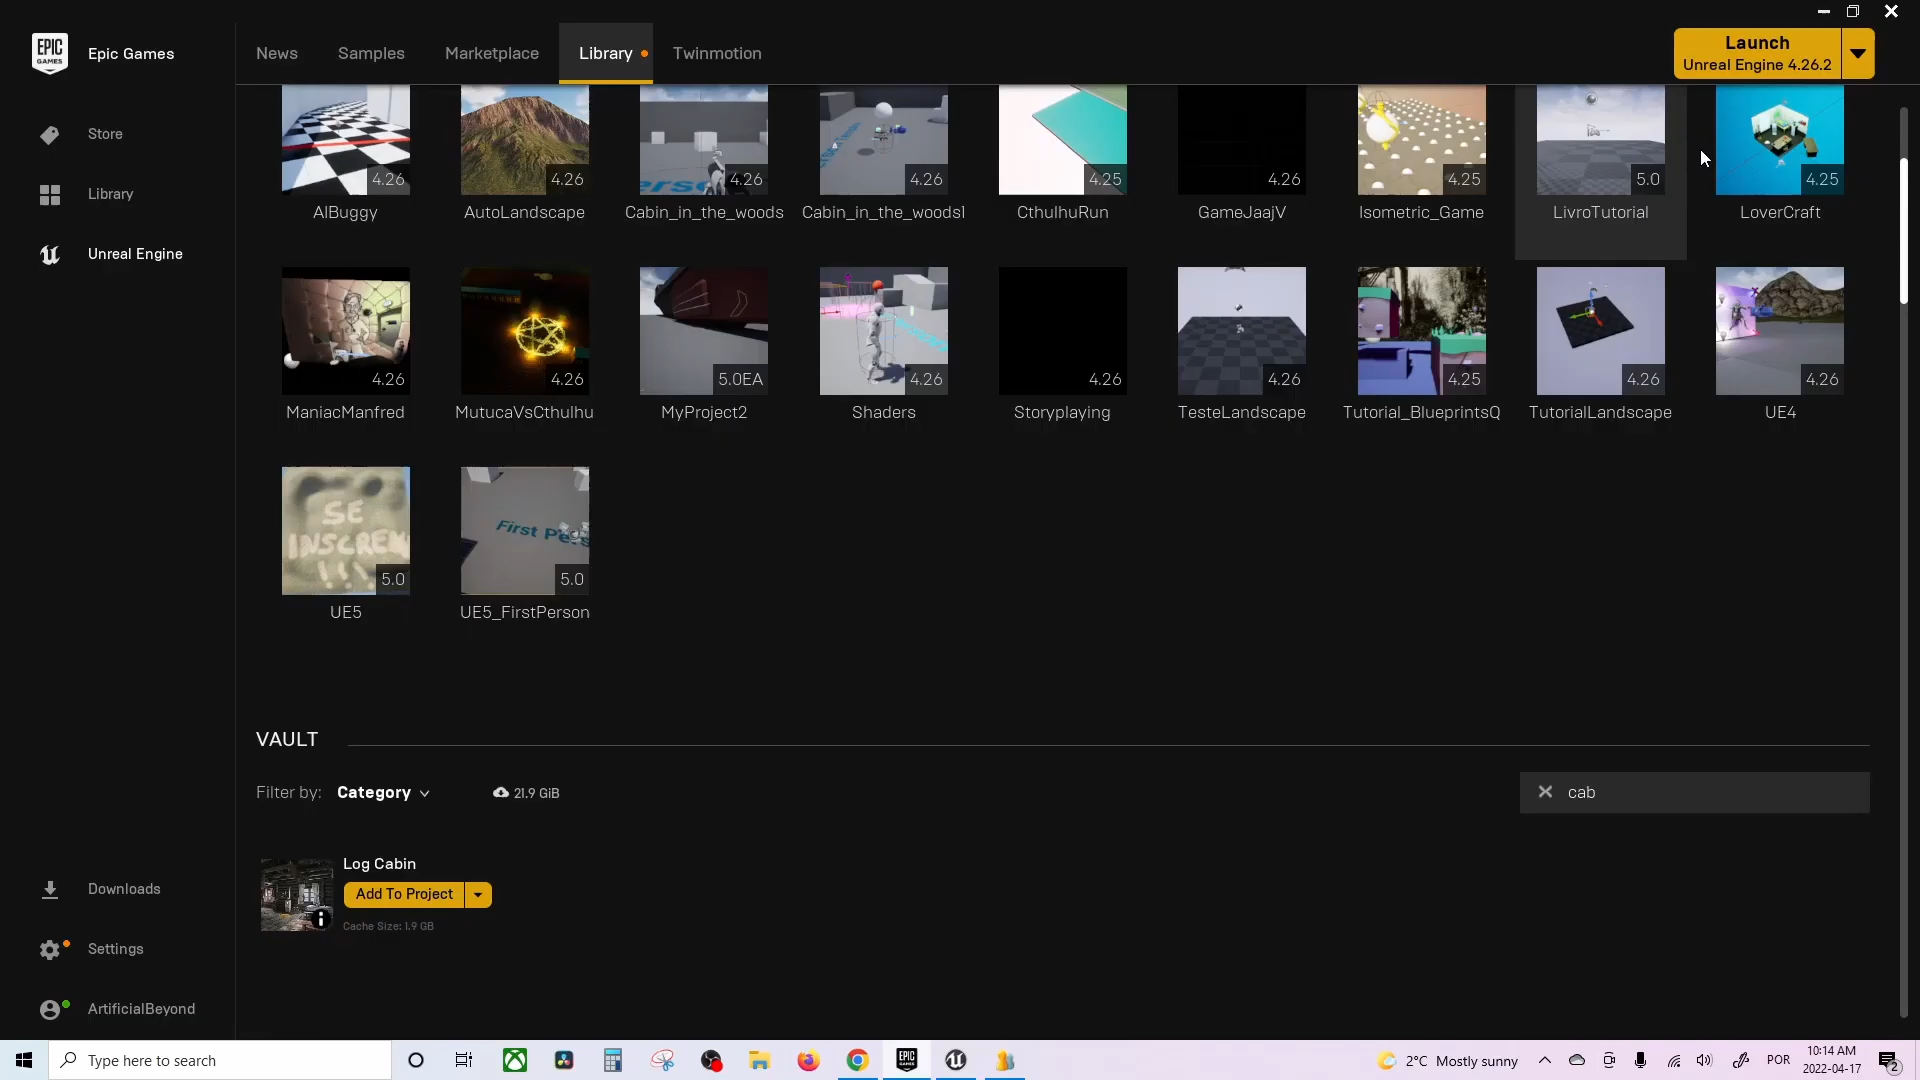 EPIC GAMES
Epic Games
News
Samples
Marketplace
Library
Twinmotion
Launch
Unreal Engine 4.26.2
Store
Library
Unreal Engine
4.26
4.26
4.26
4.26
4.25
4.26
4.25
5.0
4.25
AIBuggy
AutoLandscape
Cabin_in_the_woods
Cabin_in_the_woods1
CthulhuRun
GameJaajV
Isometric_Game
LivroTutorial
LoverCraft
4.26
4.26
5.0EA
4.26
4.26
4.26
4.25
4.26
4.26
ManiacManfred
MutucaVsCthulhu
MyProject2
Shaders
Storyplaying
TesteLandscape
Tutorial_BlueprintsQ
TutorialLandscape
UE4
SE
INSCREV
!!!
5.0
First Pers
5.0
UE5
UE5_FirstPerson
VAULT
Filter by:
Category
21.9 GiB
cab
Log Cabin
Add To Project
Cache Size: 1.9 GB
Downloads
Settings
ArtificialBeyond
Type here to search
EPIC GAMES
2°C Mostly sunny
POR
10:14 AM
2022-04-17
2